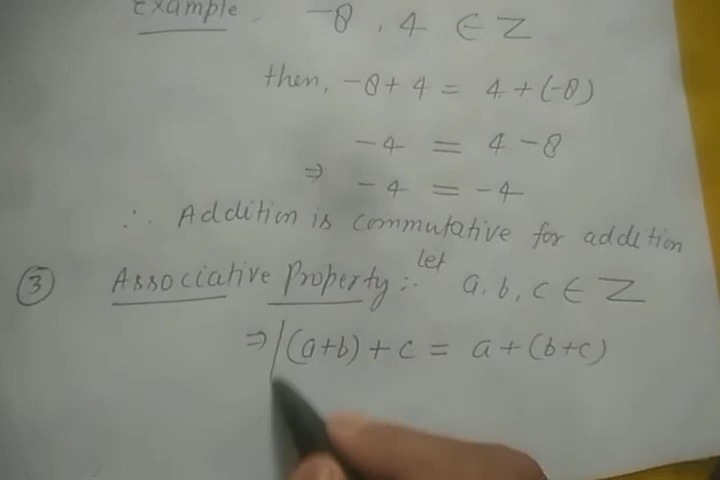 Example. -8, 4 ∈ Z
then, -8+4 = 4+(-8)
-4 = 4-8
⇒ -4 = -4
∴ Addition is commutative for addition
③ Associative Property:- let a, b, c ∈ Z
⇒ (a+b)+c = a+(b+c)